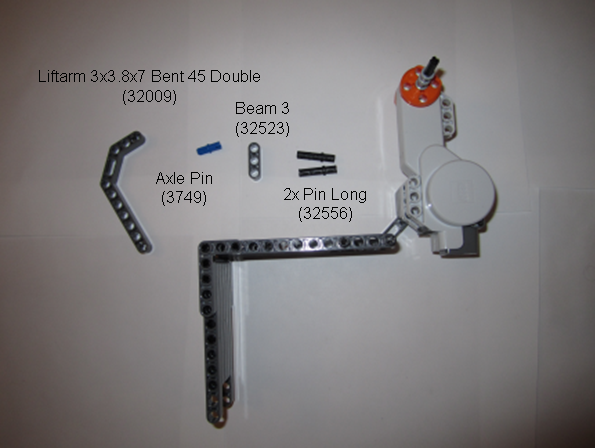 Liftarm 3x3.8x7 Bent 45 Double
(32009)
Beam 3
(32523)
Axle Pin
(3749)
2x Pin Long
(32556)